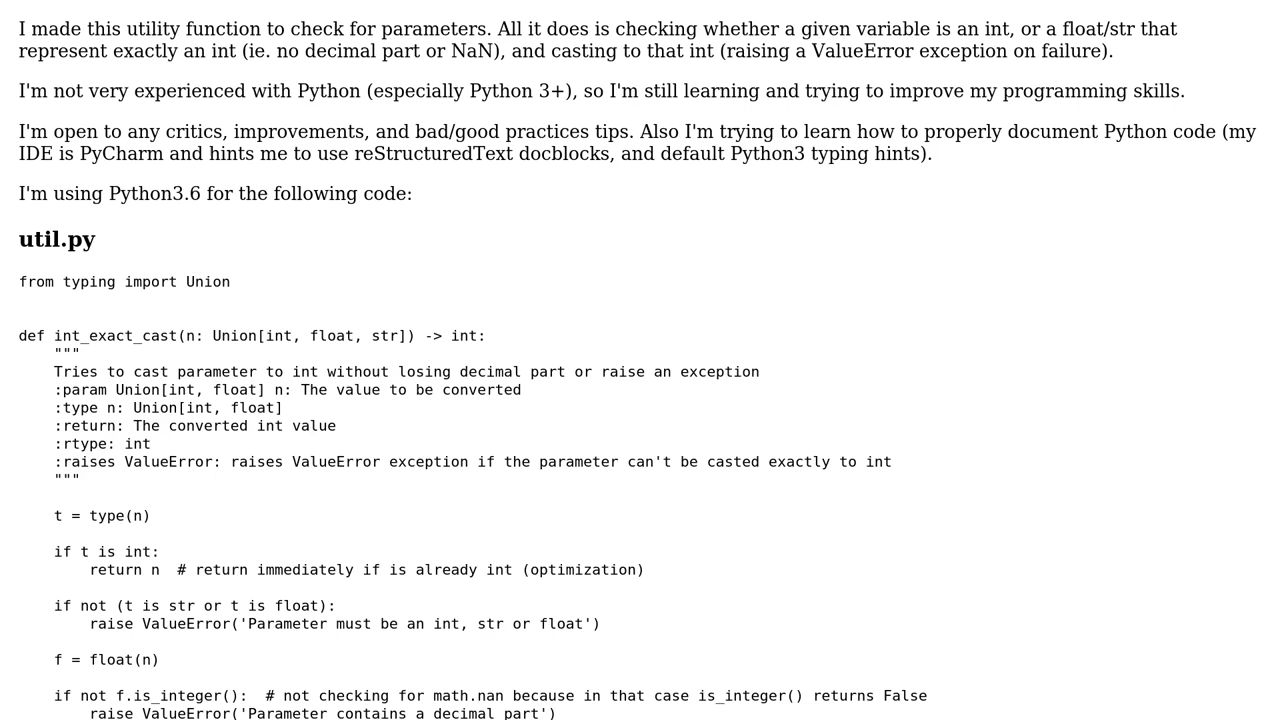 I made this utility function to check for parameters. All it does is checking whether a given variable is an int, or a float/str that
represent exactly an int (ie. no decimal part or NaN), and casting to that int (raising a ValueError exception on failure).
I'm not very experienced with Python (especially Python 3+), so I'm still learning and trying to improve my programming skills.
I'm open to any critics, improvements, and bad/good practices tips. Also I'm trying to learn how to properly document Python code (my
IDE is PyCharm and hints me to use reStructuredText docblocks, and default Python3 typing hints).
I'm using Python3.6 for the following code:
util.py
from typing import Union
def int_exact_cast(n: Union[int, float, str]) -> int:
    """
    Tries to cast parameter to int without losing decimal part or raise an exception
    :param Union[int, float] n: The value to be converted
    :type n: Union[int, float]
    :return: The converted int value
    :rtype: int
    :raises ValueError: raises ValueError exception if the parameter can't be casted exactly to int
    """
    t = type(n)
    if t is int:
        return n  # return immediately if is already int (optimization)
    if not (t is str or t is float):
        raise ValueError('Parameter must be an int, str or float')
    f = float(n)
    if not f.is_integer():  # not checking for math.nan because in that case is_integer() returns False
        raise ValueError('Parameter contains a decimal part')